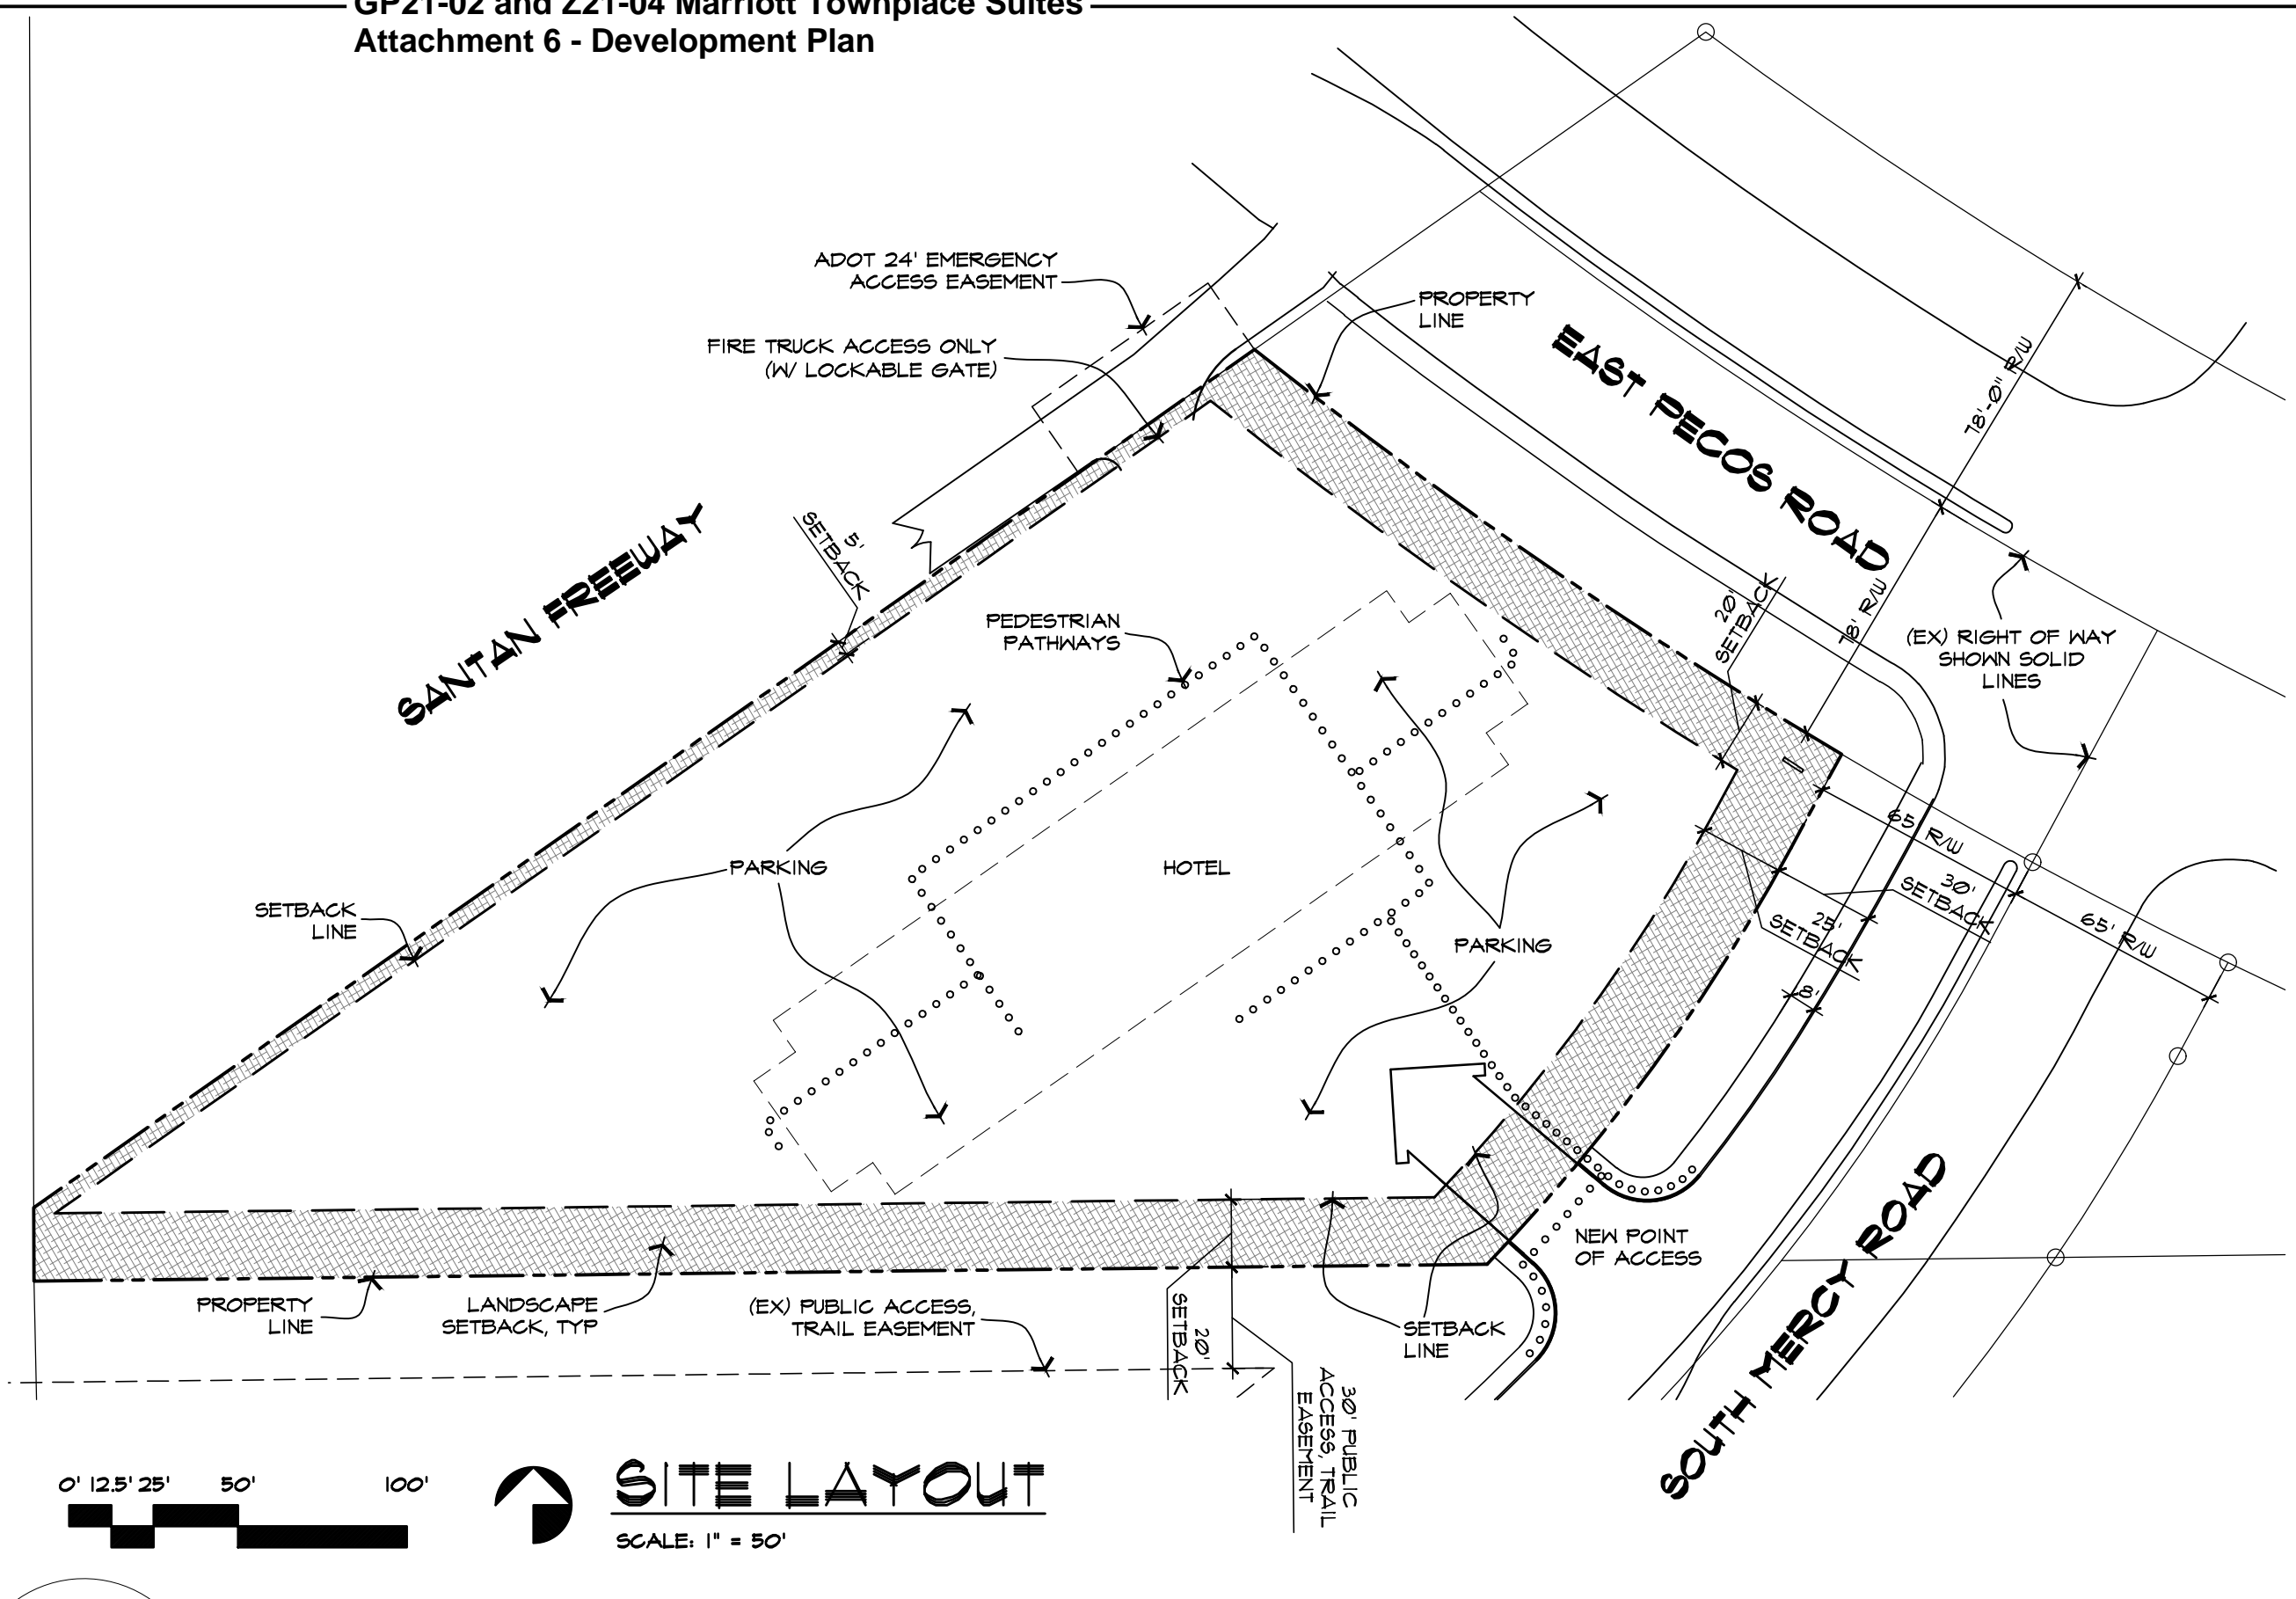 GP21-02 and Z21-04 Marriott Townplace Suites
Attachment 6 - Development Plan
ADOT 24' EMERGENCY
ACCESS EASEMENT
FIRE TRUCK ACCESS ONLY
(W/ LOCKABLE GATE)
PROPERTY
LINE
EAST PECOS ROAD
78'-0" R/W
78' R/W
SANTAN FREEWAY
5'
SETBACK
PEDESTRIAN
PATHWAYS
20'
SETBACK
(EX) RIGHT OF WAY
SHOWN SOLID
LINES
PARKING
HOTEL
65' R/W
30'
SETBACK
25'
SETBACK
65' R/W
SETBACK
LINE
PARKING
8'
NEW POINT
OF ACCESS
PROPERTY
LINE
LANDSCAPE
SETBACK, TYP
(EX) PUBLIC ACCESS,
TRAIL EASEMENT
20'
SETBACK
SETBACK
LINE
30' PUBLIC
ACCESS, TRAIL
EASEMENT
SOUTH MERCY ROAD
0' 12.5' 25' 50' 100'
SITE LAYOUT
SCALE: 1" = 50'